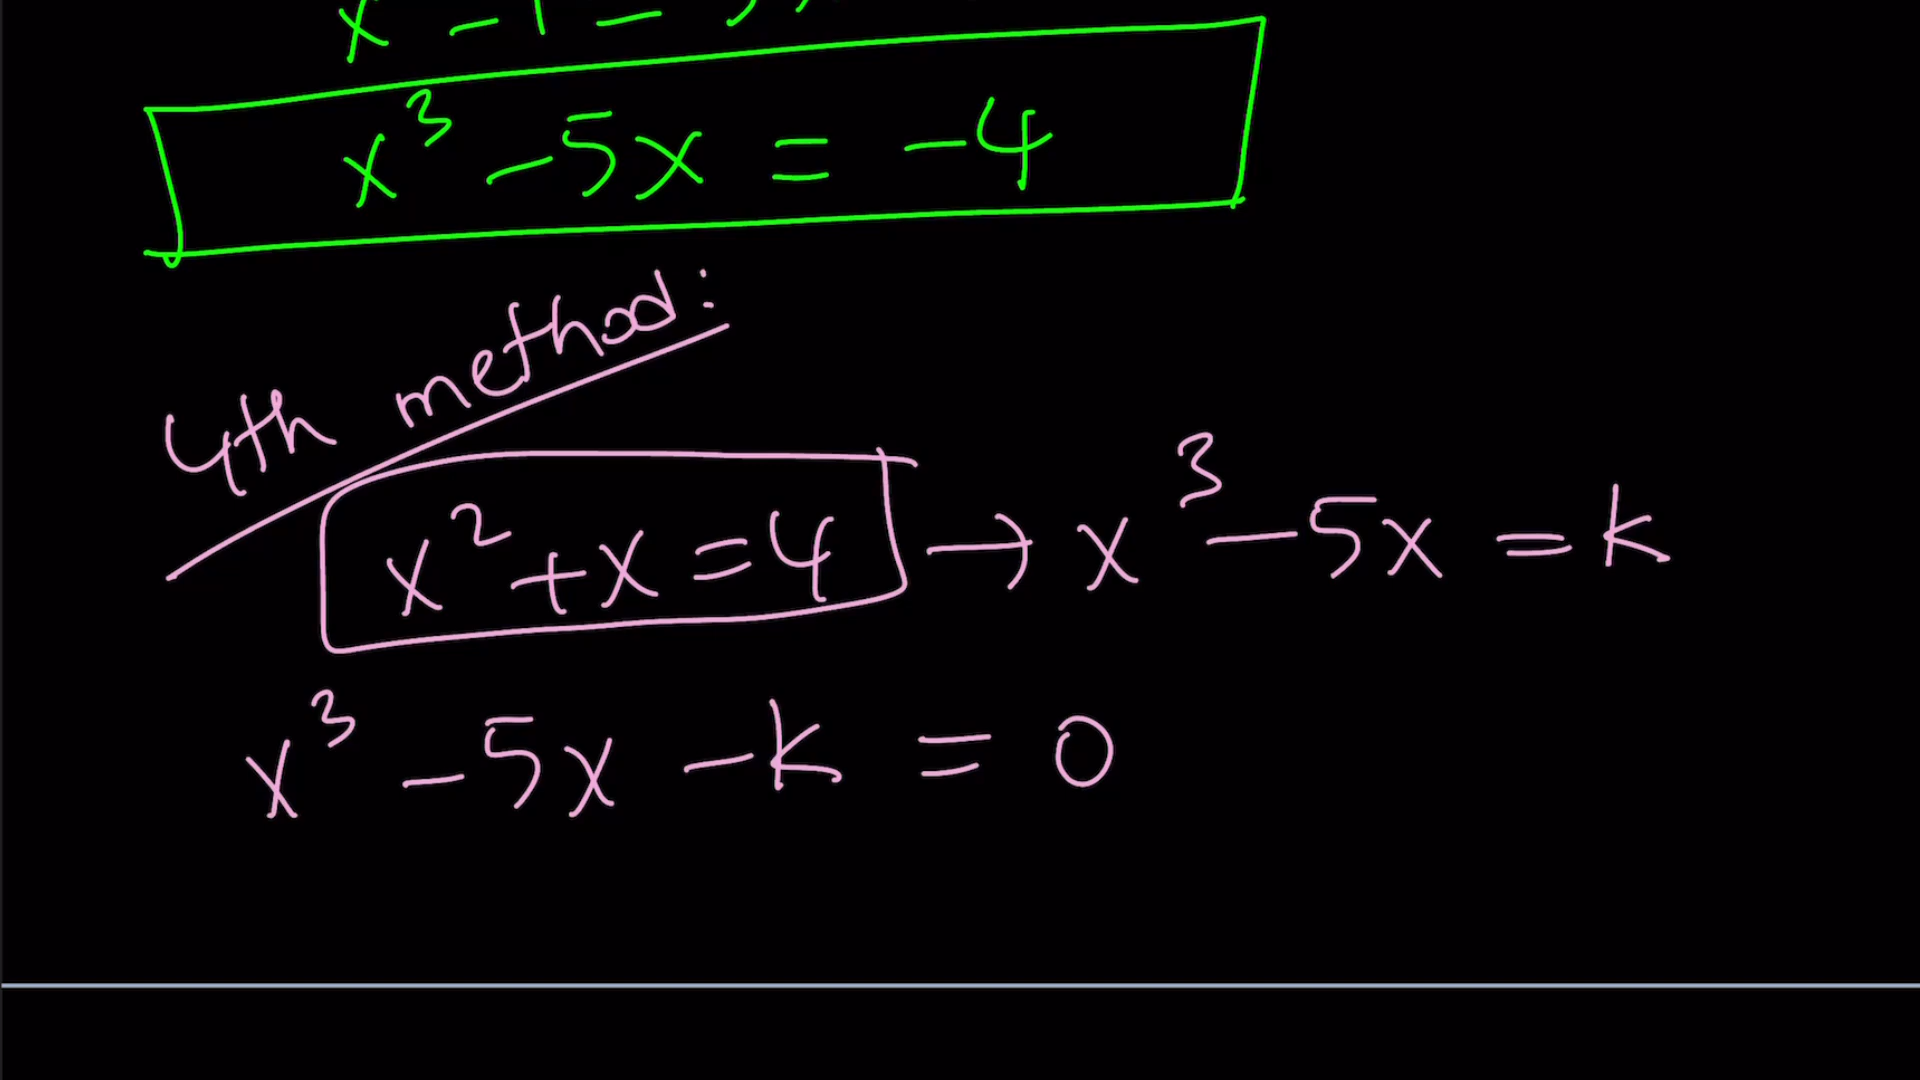 x³ - 5x = -4
4th method:
x² + x = 4 → x³ - 5x = k
x³ - 5x - k = 0